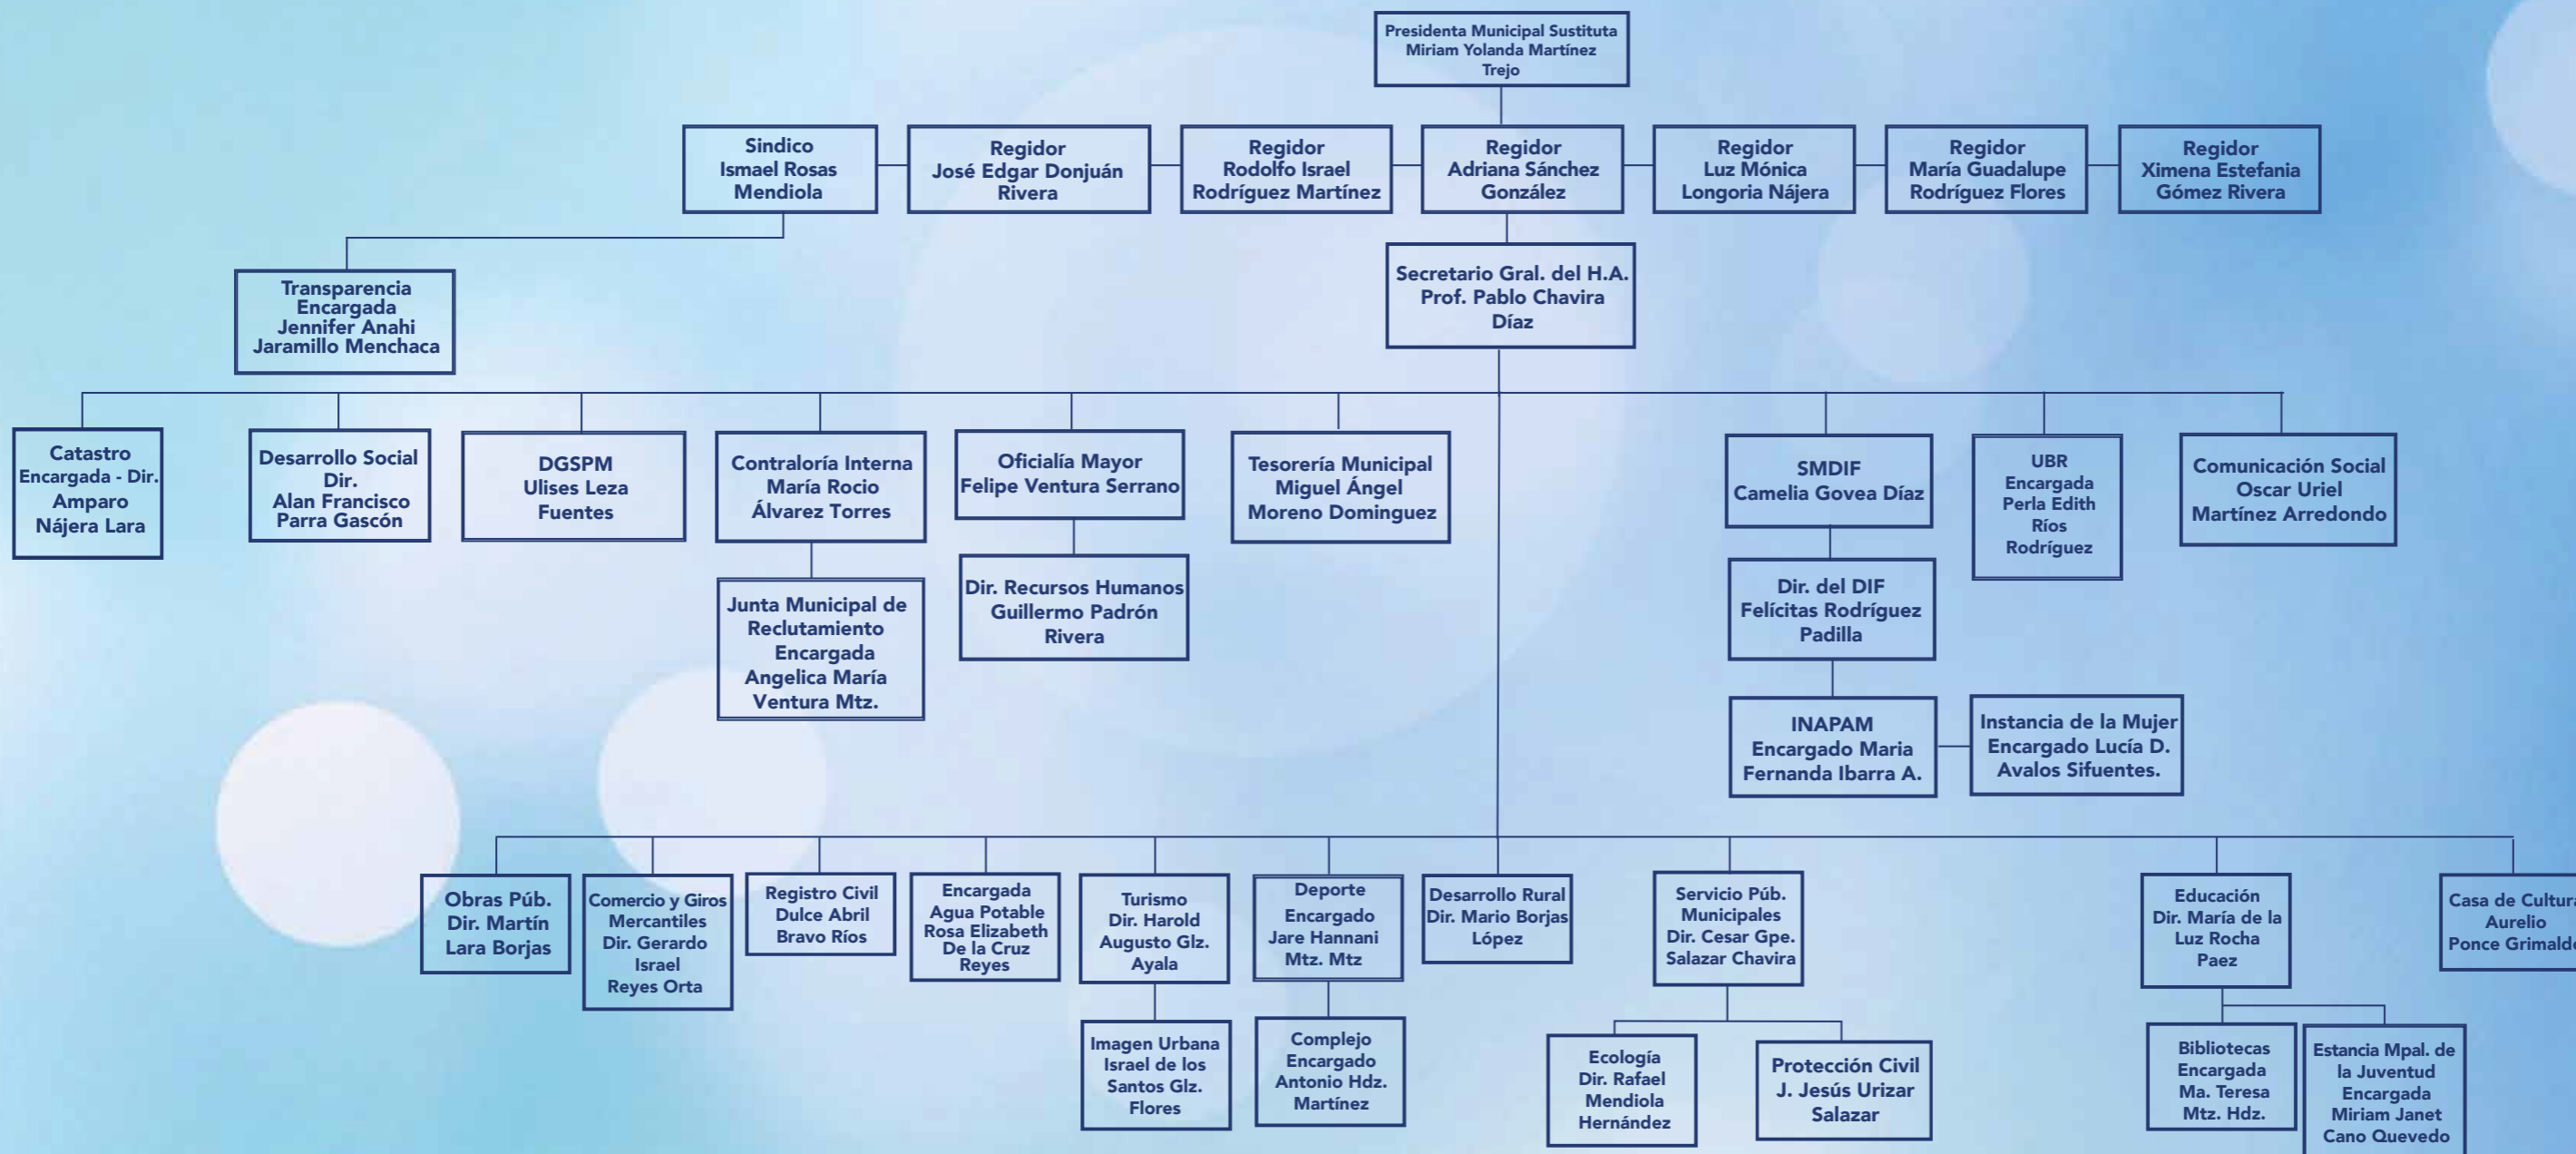 Presidenta Municipal Sustituta
Miriam Yolanda Martínez
Trejo
Sindico
Ismael Rosas
Mendiola
Regidor
José Edgar Donjuán
Rivera
Regidor
Rodolfo Israel
Rodríguez Martínez
Regidor
Adriana Sánchez
González
Regidor
Luz Mónica
Longoria Nájera
Regidor
María Guadalupe
Rodríguez Flores
Regidor
Ximena Estefania
Gómez Rivera
Transparencia
Encargada
Jennifer Anahi
Jaramillo Menchaca
Secretario Gral. del H.A.
Prof. Pablo Chavira
Díaz
Catastro
Encargada - Dir.
Amparo
Nájera Lara
Desarrollo Social
Dir.
Alan Francisco
Parra Gascón
DGSPM
Ulises Leza
Fuentes
Contraloría Interna
María Rocio
Álvarez Torres
Oficialía Mayor
Felipe Ventura Serrano
Tesorería Municipal
Miguel Ángel
Moreno Dominguez
SMDIF
Camelia Govea Díaz
UBR
Encargada
Perla Edith
Ríos
Rodríguez
Comunicación Social
Oscar Uriel
Martínez Arredondo
Junta Municipal de
Reclutamiento
Encargada
Angelica María
Ventura Mtz.
Dir. Recursos Humanos
Guillermo Padrón
Rivera
Dir. del DIF
Felícitas Rodríguez
Padilla
INAPAM
Encargado Maria
Fernanda Ibarra A.
Instancia de la Mujer
Encargado Lucía D.
Avalos Sifuentes.
Obras Púb.
Dir. Martín
Lara Borjas
Comercio y Giros
Mercantiles
Dir. Gerardo
Israel
Reyes Orta
Registro Civil
Dulce Abril
Bravo Ríos
Encargada
Agua Potable
Rosa Elizabeth
De la Cruz
Reyes
Turismo
Dir. Harold
Augusto Glz.
Ayala
Deporte
Encargado
Jare Hannani
Mtz. Mtz
Desarrollo Rural
Dir. Mario Borjas
López
Servicio Púb.
Municipales
Dir. Cesar Gpe.
Salazar Chavira
Educación
Dir. María de la
Luz Rocha
Paez
Casa de Cultura
Aurelio
Ponce
Imagen Urbana
Israel de los
Santos Glz.
Flores
Complejo
Encargado
Antonio Hdz.
Martínez
Ecología
Dir. Rafael
Mendiola
Hernández
Protección Civil
J. Jesús Urizar
Salazar
Bibliotecas
Encargada
Ma. Teresa
Mtz. Hdz.
Estancia Mpal. de
la Juventud
Encargada
Miriam Janet
Cano Quevedo